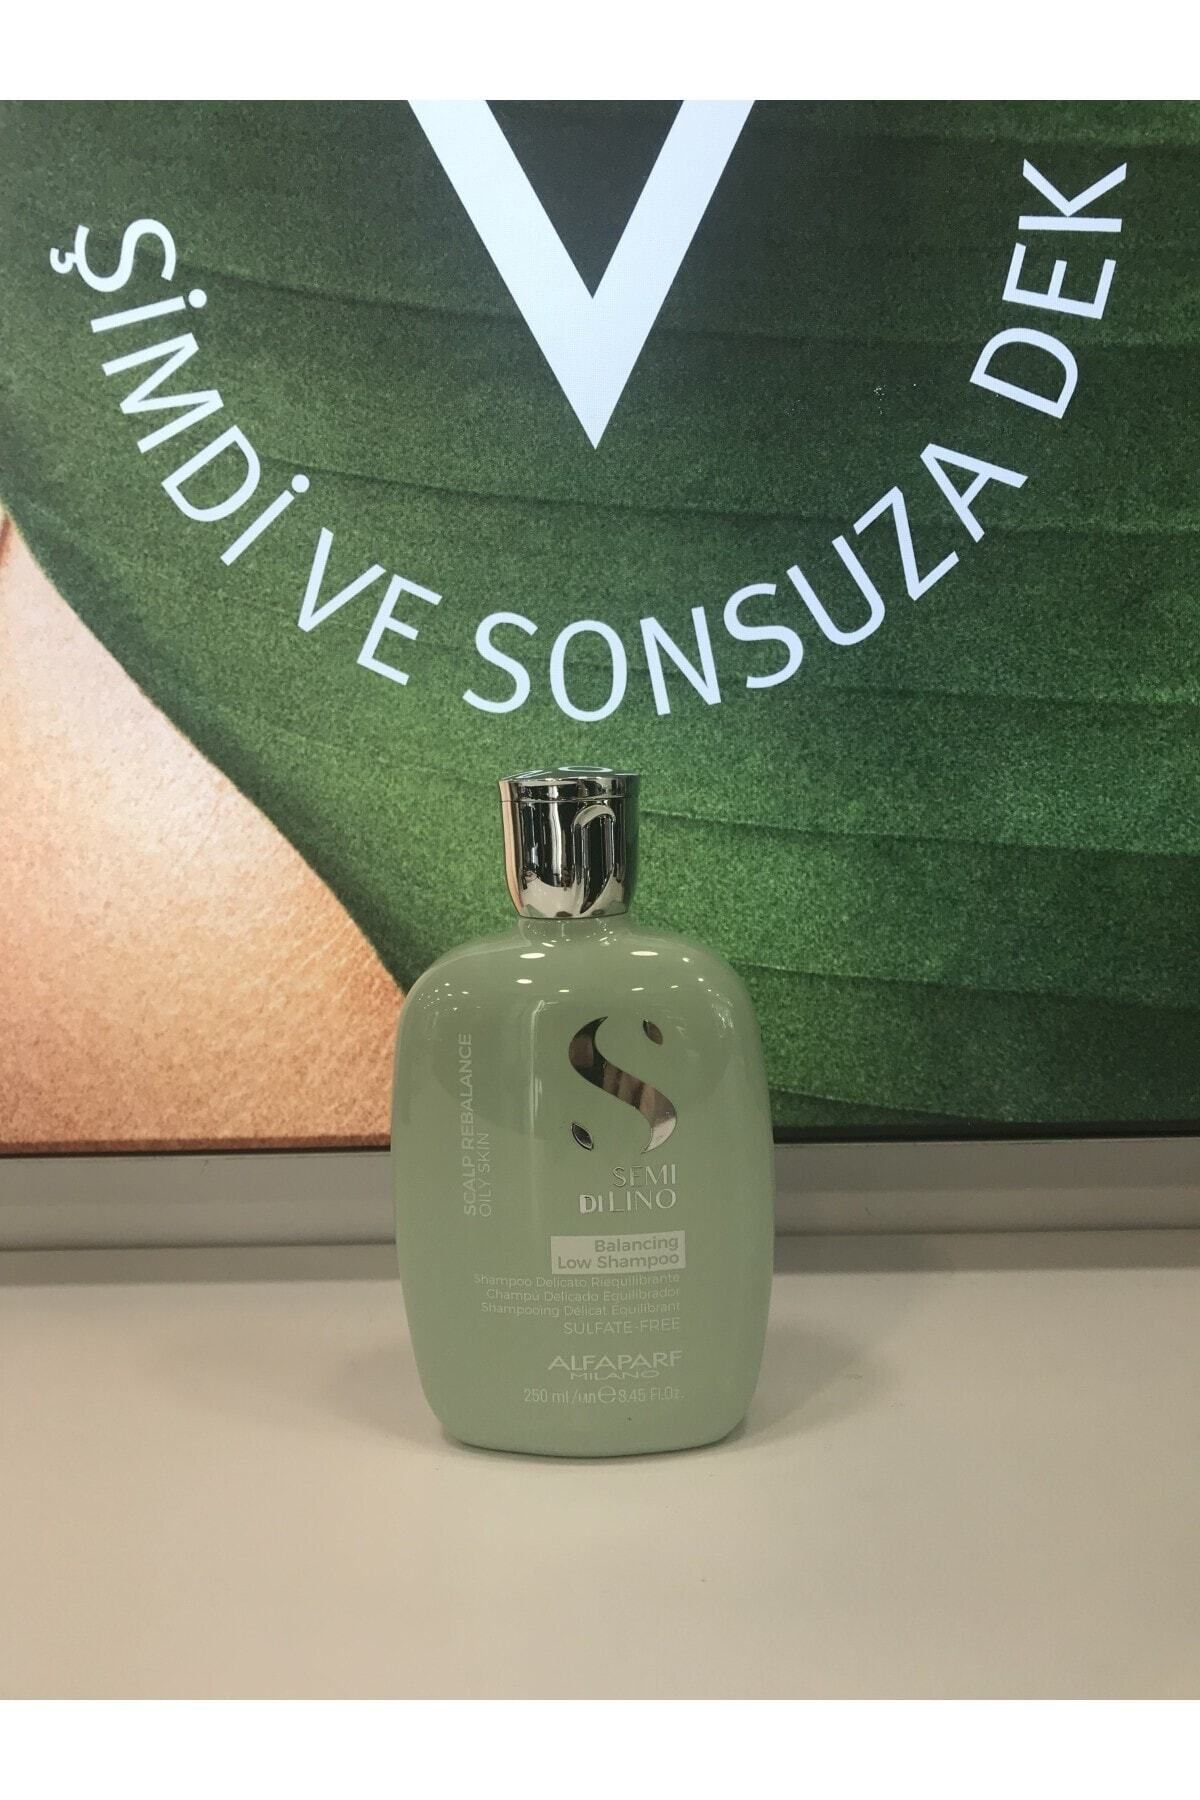 ŞİMDİ VE SONSUZA DEK
SCALP REBALANCE
OILY SKIN
SEMI
DI LINO
Balancing
Low Shampoo
Shampoo Delicato Riequilibrante
Champú Delicado Equilibrador
Shampooing Délicat Équilibrant
SULFATE-FREE
ALFAPARF
MILANO
250 ml/мл ℮ 8.45 Fl.Oz.